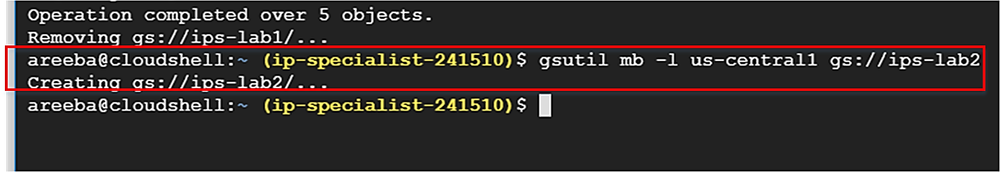 Operation completed over 5 objects.
Removing gs://ips-lab1/...
areeba@cloudshell:~ (ip-specialist-241510)$ gsutil mb -l us-central1 gs://ips-lab2
Creating gs://ips-lab2/...
areeba@cloudshell:~ (ip-specialist-241510)$